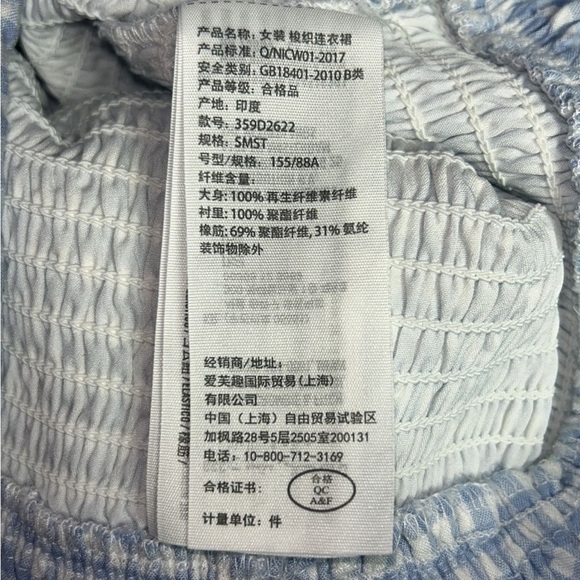 产品名称：女装 梭织连衣裙
产品标准：Q/NICW01-2017
安全类别：GB18401-2010 B类
产品等级：合格品
产地：印度
款号：359D2622
规格：SMST
号型/规格：155/88A
纤维含量：
大身：100% 再生纤维素纤维
衬里：100% 聚酯纤维
橡筋：69% 聚酯纤维, 31% 氨纶
装饰物除外
经销商/地址：
爱芙趣国际贸易(上海)
有限公司
中国（上海）自由贸易试验区
加枫路28号5层2505室200131
电话：10-800-712-3169
合格证书：
合格
QC
A&F
计量单位：件